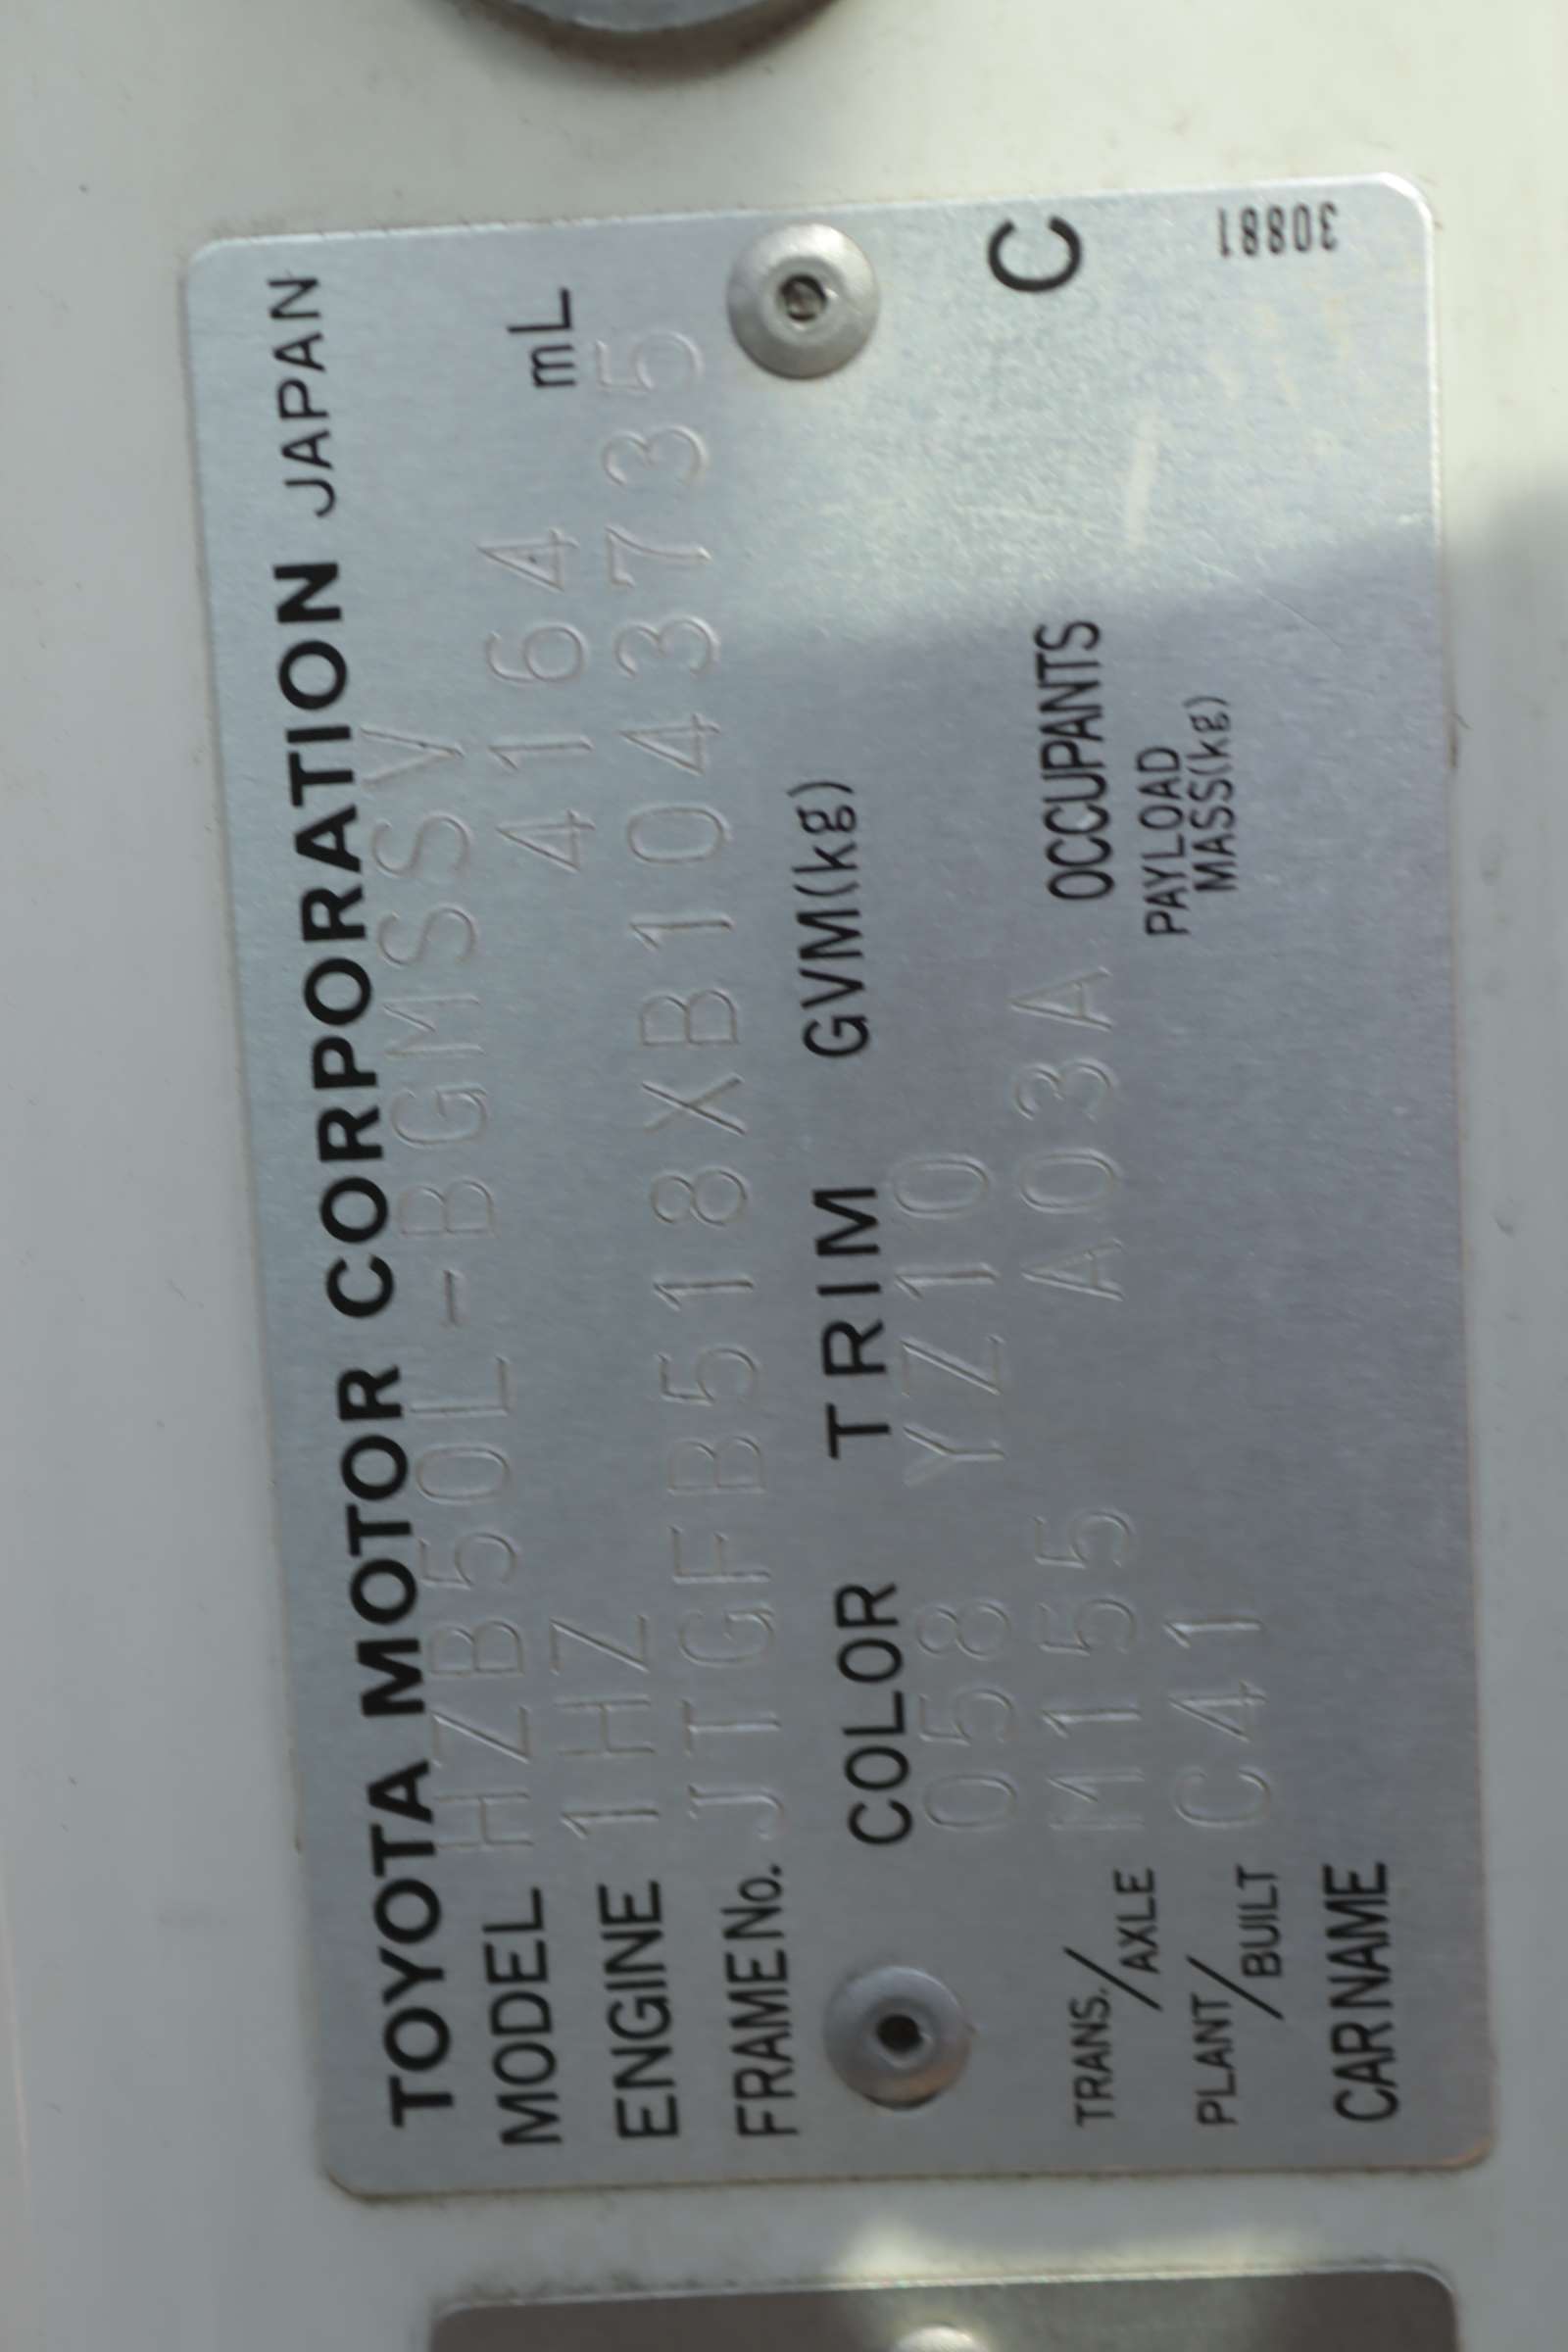 TOYOTA MOTOR CORPORATION JAPAN
MODEL HZB50L-BGMSSV
ENGINE 1HZ 4164 mL
FRAME No. JTGFB518XB1043735
COLOR TRIM GVM(kg)
058 YZ10
TRANS./AXLE M155 A03A OCCUPANTS
PLANT/BUILT C41 PAYLOAD MASS(kg)
CAR NAME
C
30881